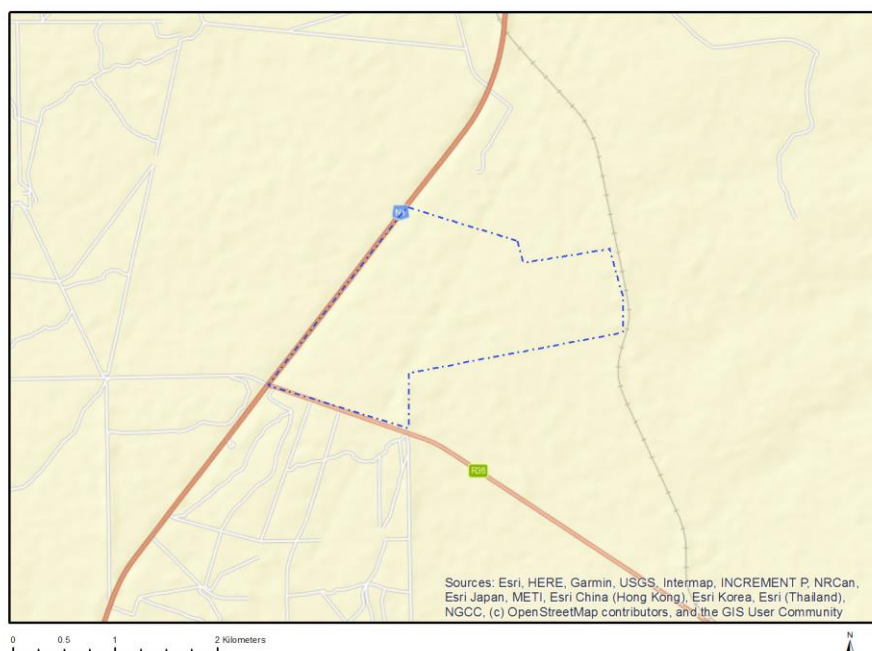 R36
Sources: Esri, HERE, Garmin, USGS, Intermap, INCREMENT P, NRCan,
Esri Japan, METI, Esri China (Hong Kong), Esri Korea, Esri (Thailand),
NGCC, (c) OpenStreetMap contributors, and the GIS User Community
0 0.5 1 2 Kilometers
N